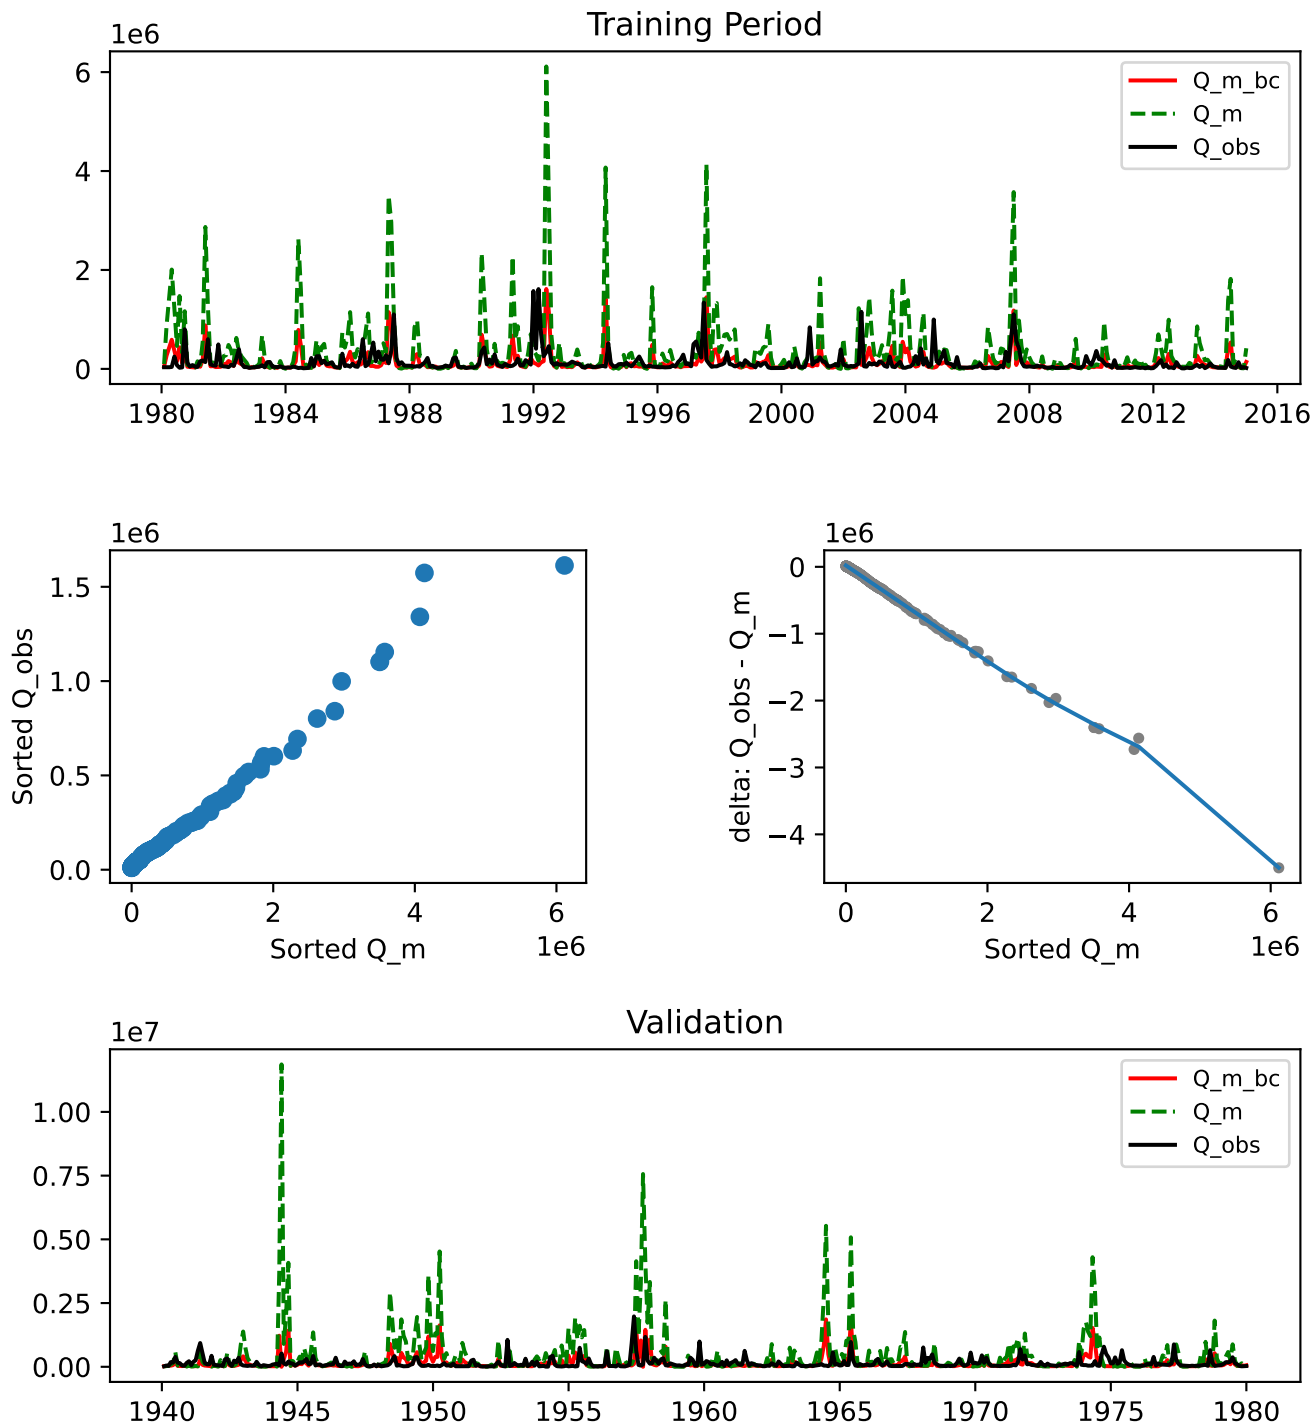 Training Period
1e6
6
4
2
0
Q_m_bc
Q_m
Q_obs
1980 1984 1988 1992 1996 2000 2004 2008 2012 2016
1e6
1.5
1.0
0.5
0.0
Sorted Q_obs
0 2 4 6
Sorted Q_m 1e6
1e6
0
−1
−2
−3
−4
delta: Q_obs - Q_m
0 2 4 6
Sorted Q_m 1e6
Validation
1e7
1.00
0.75
0.50
0.25
0.00
Q_m_bc
Q_m
Q_obs
1940 1945 1950 1955 1960 1965 1970 1975 1980